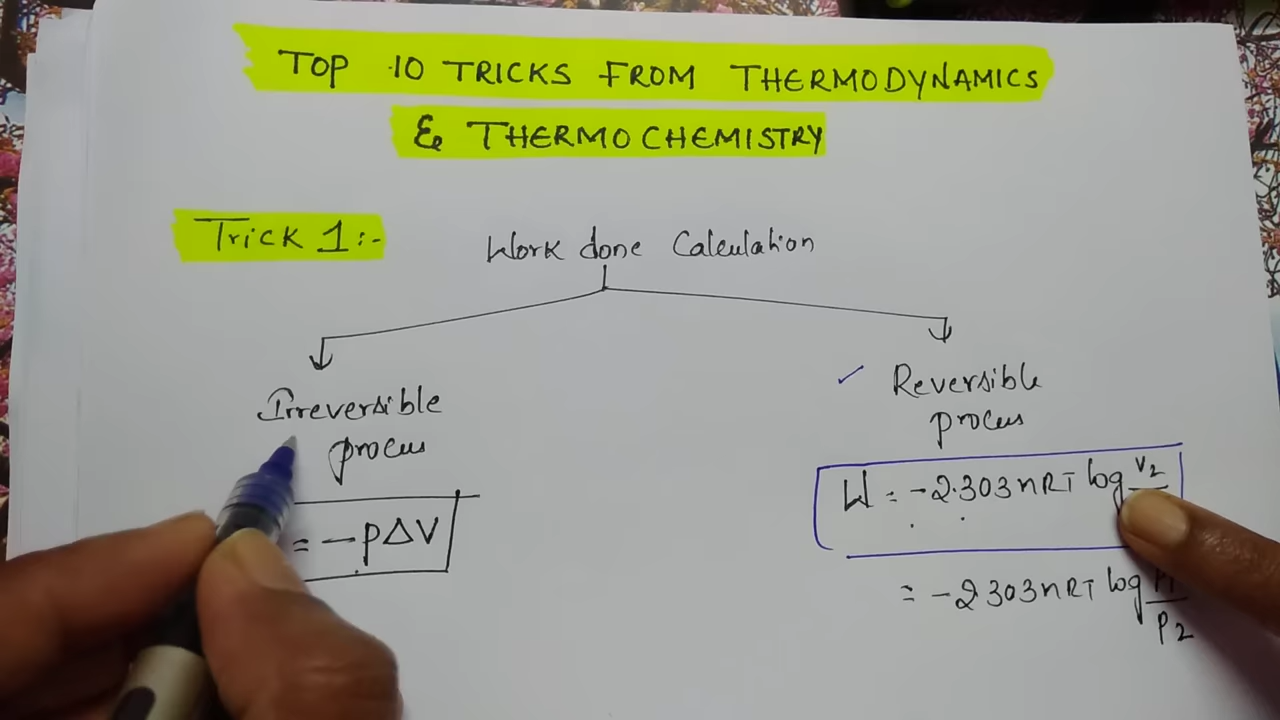 TOP 10 TRICKS FROM THERMODYNAMICS
& THERMOCHEMISTRY
Trick 1:-
Work done Calculation
Irreversible
process
= -P∆V
✓ Reversible
process
W = -2.303nRT log V2
= -2.303nRT log
P2